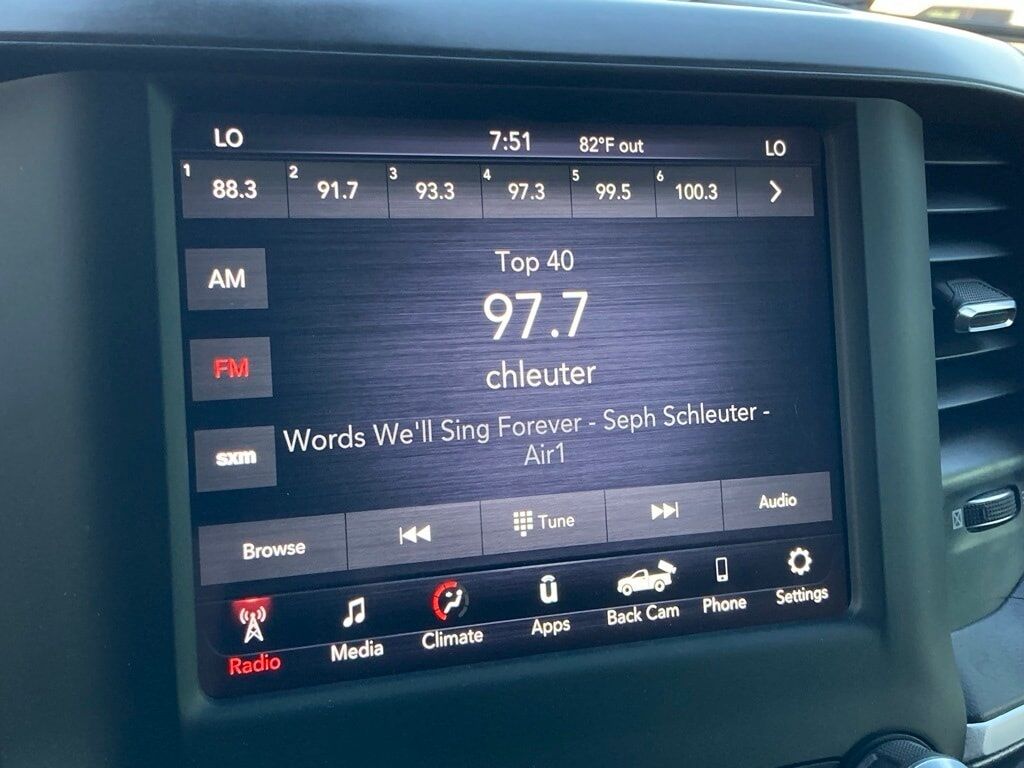 LO 7:51 82°F out LO
1 88.3 2 91.7 3 93.3 4 97.3 5 99.5 6 100.3 >
AM
Top 40
97.7
FM
chleuter
Words We'll Sing Forever - Seph Schleuter -
Air1
sxm
Browse Tune Audio
Radio Media Climate Apps Back Cam Phone Settings